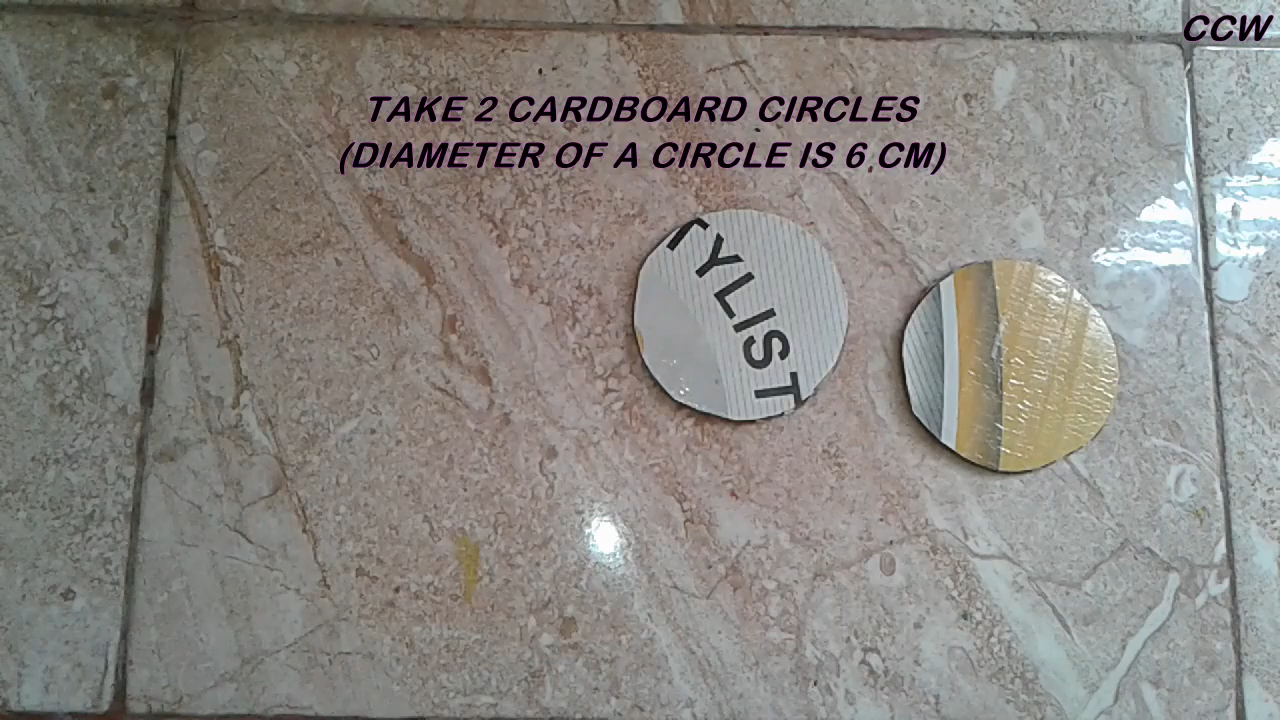 CCW
TAKE 2 CARDBOARD CIRCLES
(DIAMETER OF A CIRCLE IS 6 CM)
TYLIST